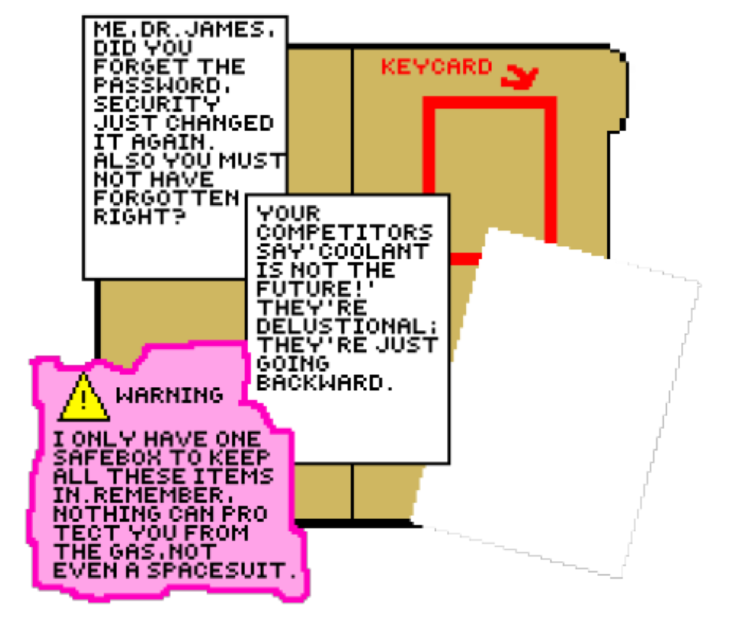 ME,DR.JAMES,
DID YOU
FORGET THE
PASSWORD,
SECURITY
JUST CHANGED
IT AGAIN.
ALSO YOU MUST
NOT HAVE
FORGOTTEN
RIGHT?
KEYCARD
YOUR
COMPETITORS
SAY'COOLANT
IS NOT THE
FUTURE!'
THEY'RE
DELUSTIONAL;
THEY'RE JUST
GOING
BACKWARD.
!
WARNING
I ONLY HAVE ONE
SAFEBOX TO KEEP
ALL THESE ITEMS
IN.REMEMBER,
NOTHING CAN PRO
TECT YOU FROM
THE GAS,NOT
EVEN A SPACESUIT.